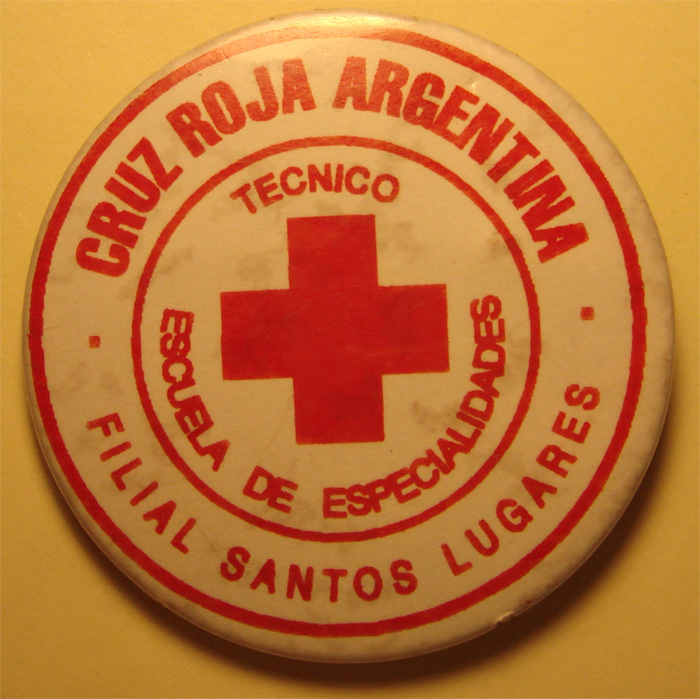 CRUZ ROJA ARGENTINA
TECNICO
ESCUELA DE ESPECIALIDADES
FILIAL SANTOS LUGARES